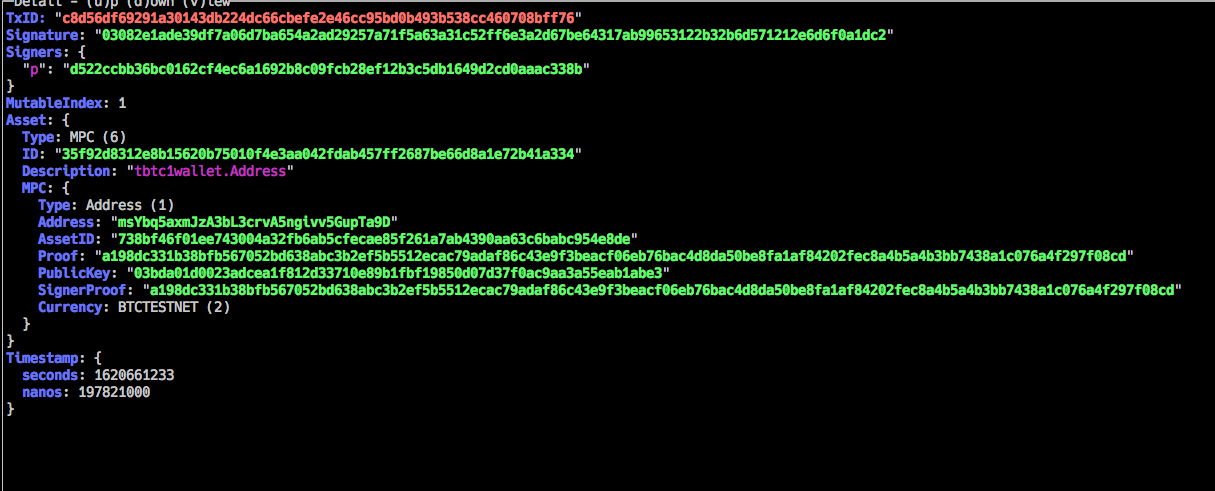 Detail - (u)p (d)own (v)iew
TxID: "c8d56df69291a30143db224dc66cbefe2e46cc95bd0b493b538cc460708bff76"
Signature: "03082e1ade39df7a06d7ba654a2ad29257a71f5a63a31c52ff6e3a2d67be64317ab99653122b32b6d571212e6d6f0a1dc2"
Signers: {
"p": "d522ccbb36bc0162cf4ec6a1692b8c09fcb28ef12b3c5db1649d2cd0aaac338b"
}
MutableIndex: 1
Asset: {
Type: MPC (6)
ID: "35f92d8312e8b15620b75010f4e3aa042fdab457ff2687be66d8a1e72b41a334"
Description: "tbtc1wallet.Address"
MPC: {
Type: Address (1)
Address: "msYbq5axmJzA3bL3crvA5ngivv5GupTa9D"
AssetID: "738bf46f01ee743004a32fb6ab5cfecae85f261a7ab4390aa63c6babc954e8de"
Proof: "a198dc331b38bfb567052bd638abc3b2ef5b5512ecac79adaf86c43e9f3beacf06eb76bac4d8da50be8fa1af84202fec8a4b5a4b3bb7438a1c076a4f297f08cd"
PublicKey: "03bda01d0023adcea1f812d33710e89b1fbf19850d07d37f0ac9aa3a55eab1abe3"
SignerProof: "a198dc331b38bfb567052bd638abc3b2ef5b5512ecac79adaf86c43e9f3beacf06eb76bac4d8da50be8fa1af84202fec8a4b5a4b3bb7438a1c076a4f297f08cd"
Currency: BTCTESTNET (2)
}
}
Timestamp: {
seconds: 1620661233
nanos: 197821000
}